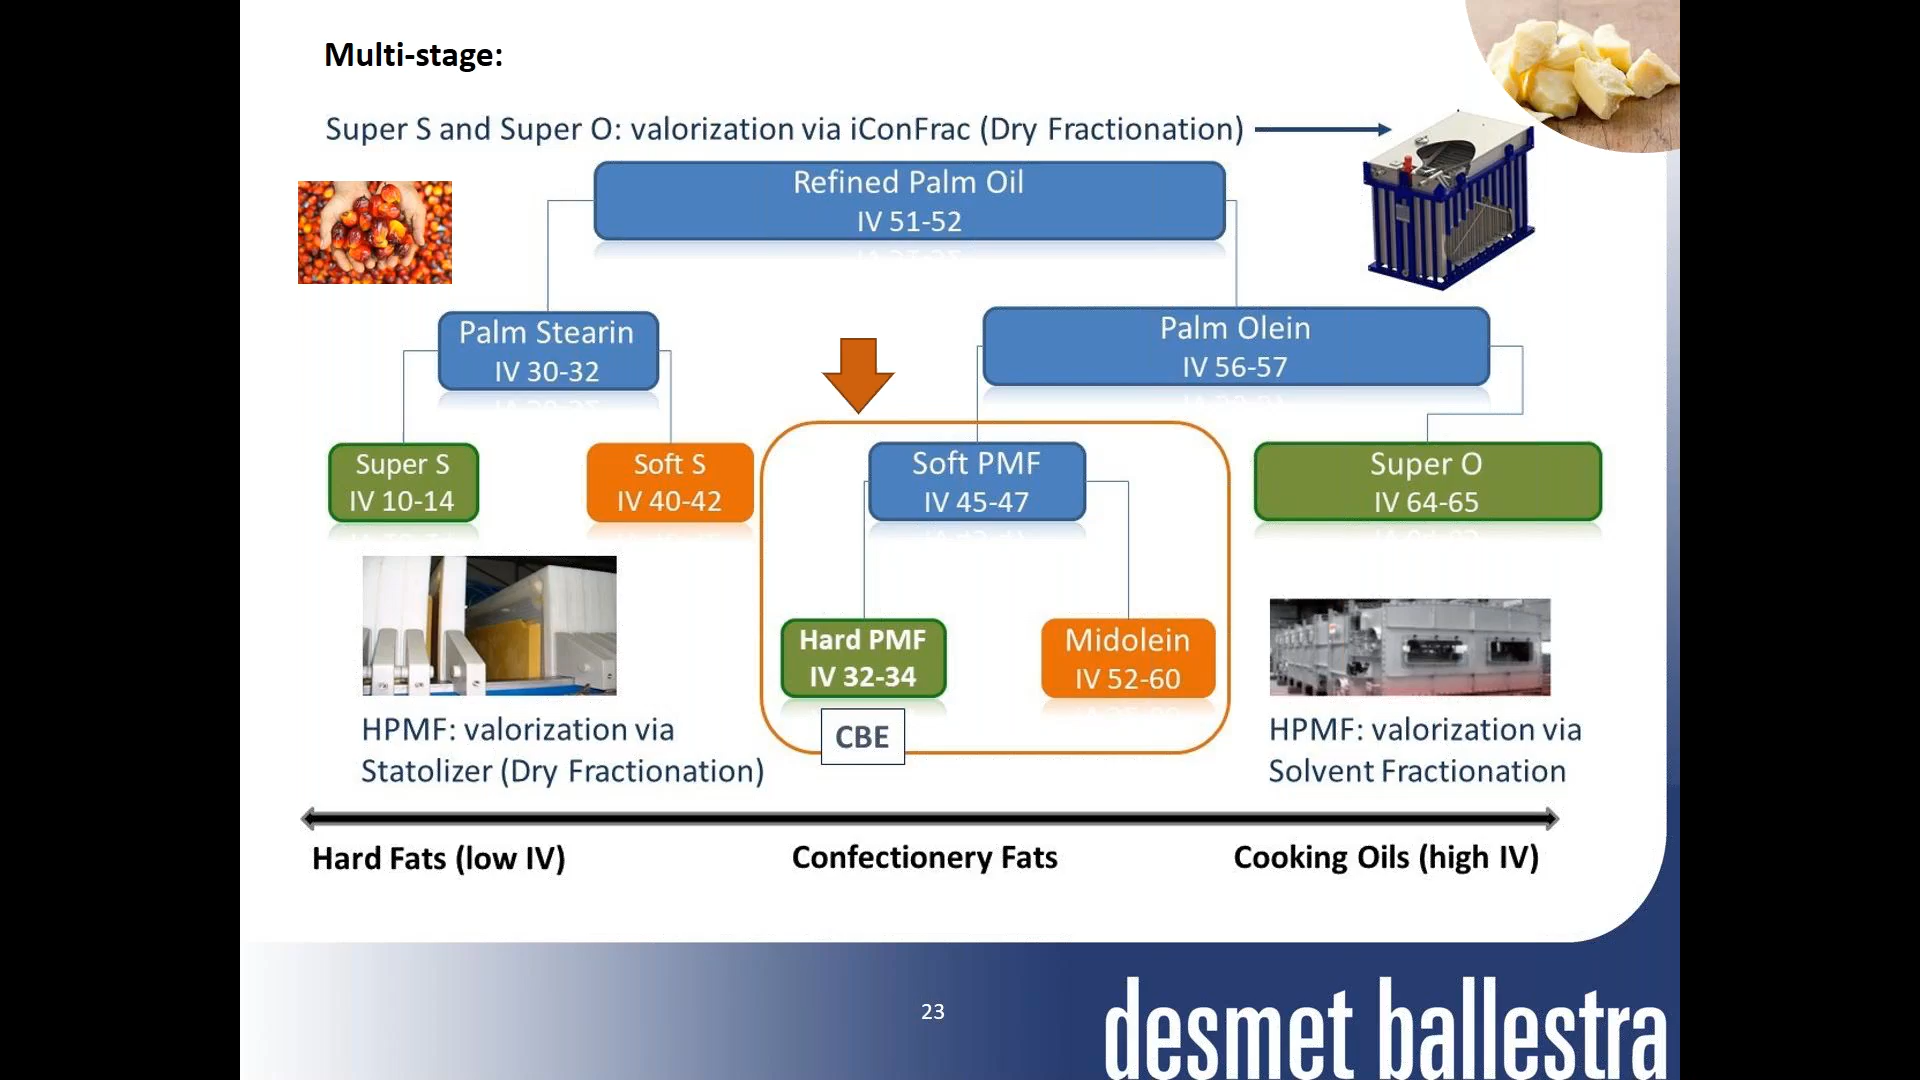 Multi-stage:
Super S and Super O: valorization via iConFrac (Dry Fractionation)
Refined Palm Oil
IV 51-52
Palm Stearin
IV 30-32
Palm Olein
IV 56-57
Super S
IV 10-14
Soft S
IV 40-42
Soft PMF
IV 45-47
Super O
IV 64-65
Hard PMF
IV 32-34
Midolein
IV 52-60
CBE
HPMF: valorization via
Statolizer (Dry Fractionation)
HPMF: valorization via
Solvent Fractionation
Hard Fats (low IV)
Confectionery Fats
Cooking Oils (high IV)
23
desmet ballestra